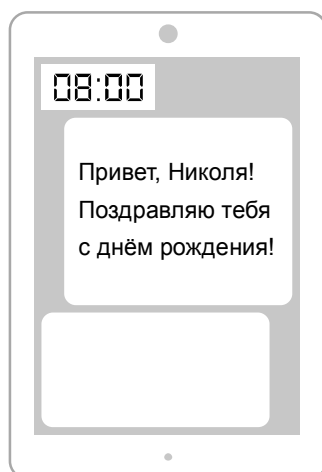 08:00
Привет, Николя!
Поздравляю тебя
с днём рождения!